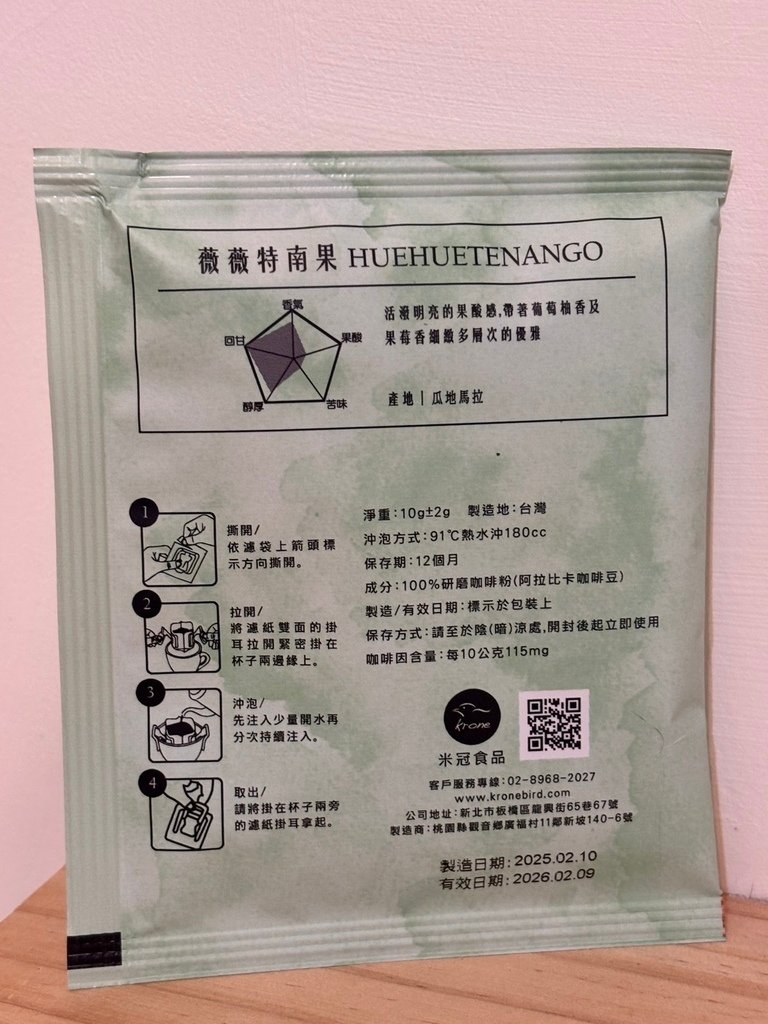 薇薇特南果 HUEHUETENANGO
香氣
回甘
果酸
醇厚
苦味
活潑明亮的果酸感,帶著葡萄柚香及
果莓香細緻多層次的優雅
產地｜瓜地馬拉
1
撕開/
依濾袋上箭頭標
示方向撕開。
2
拉開/
將濾紙雙面的掛
耳拉開緊密掛在
杯子兩邊緣上。
3
沖泡/
先注入少量開水再
分次持續注入。
4
取出/
請將掛在杯子兩旁
的濾紙掛耳拿起。
淨重:10g±2g 製造地:台灣
沖泡方式:91℃熱水沖180cc
保存期:12個月
成分:100%研磨咖啡粉(阿拉比卡咖啡豆)
製造/有效日期:標示於包裝上
保存方式:請至於陰(暗)涼處,開封後起立即使用
咖啡因含量:每10公克115mg
krone
米冠食品
客戶服務專線:02-8968-2027
www.kronebird.com
公司地址:新北市板橋區龍興街65巷67號
製造商:桃園縣觀音鄉廣福村11鄰新坡140-6號
製造日期:2025.02.10
有效日期:2026.02.09